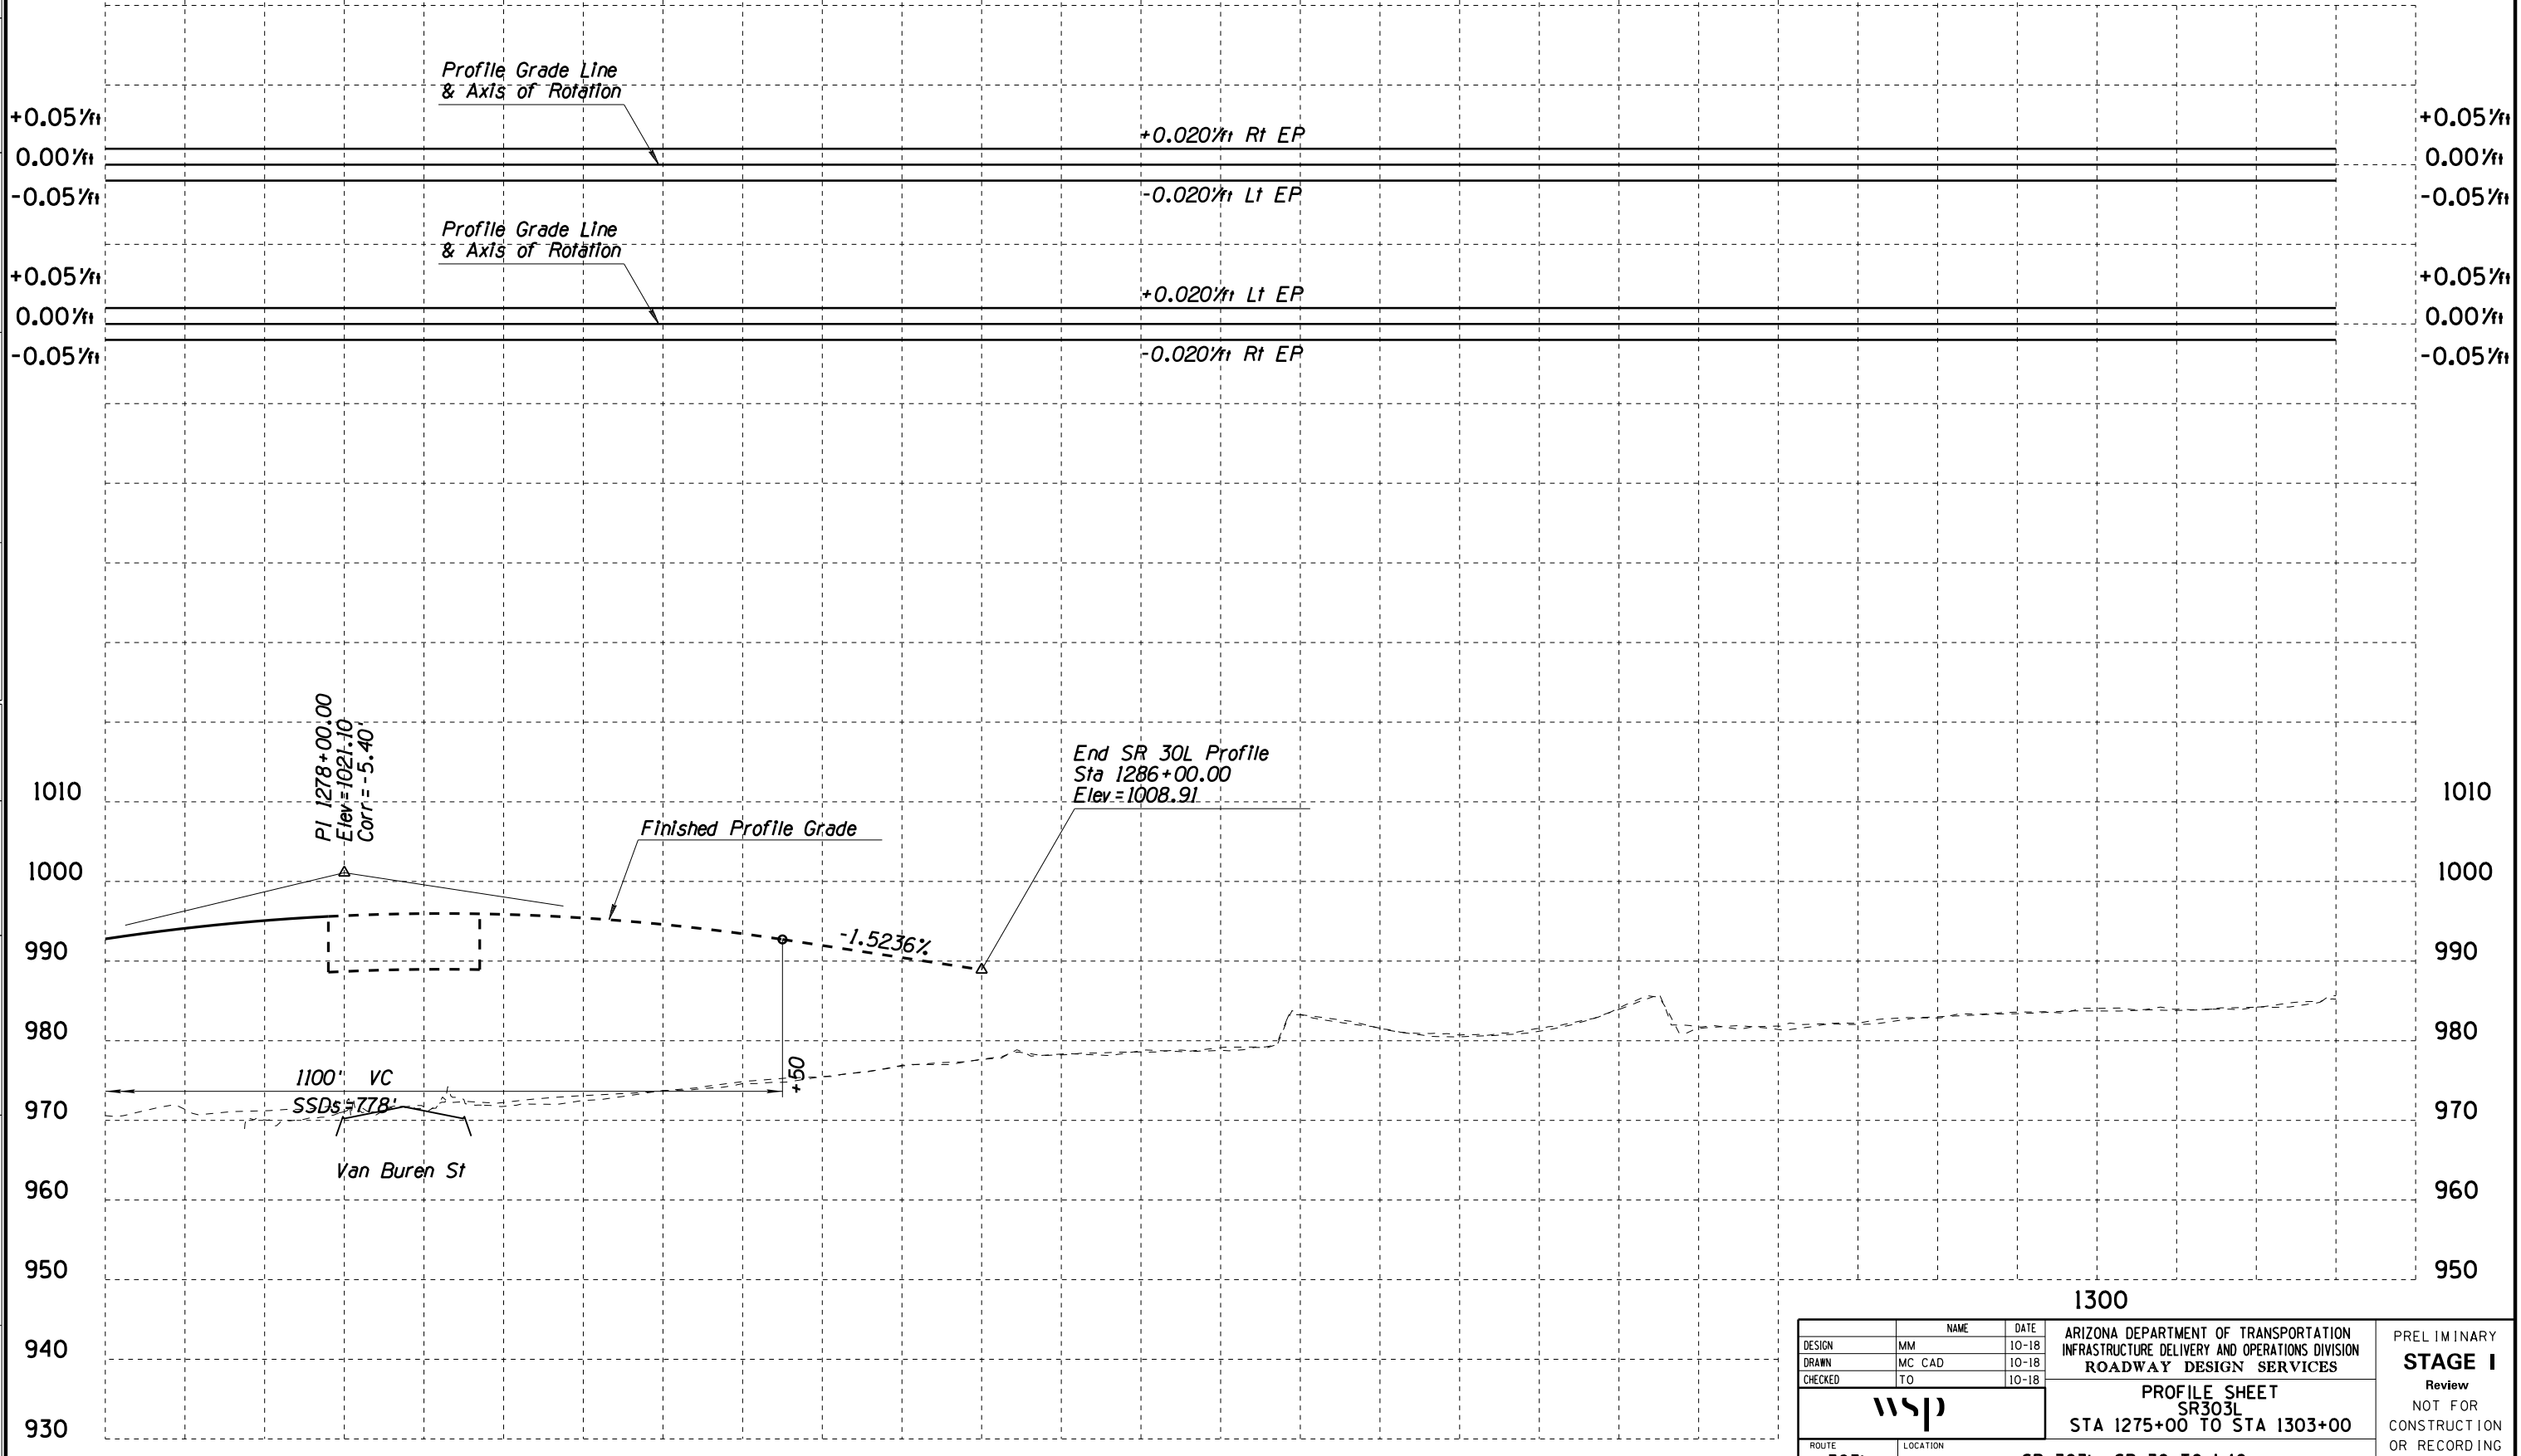 Profile Grade Line
& Axis of Rotation
+0.05'/ft
+0.05'/ft
+0.020'/ft Rt EP
0.00'/ft
0.00'/ft
-0.020'/ft Lt EP
-0.05'/ft
-0.05'/ft
Profile Grade Line
& Axis of Rotation
+0.05'/ft
+0.05'/ft
+0.020'/ft Lt EP
0.00'/ft
0.00'/ft
-0.020'/ft Rt EP
-0.05'/ft
-0.05'/ft
PI 1278+00.00
Elev=1021.10
Corr=-5.40'
End SR 30L Profile
Sta 1286+00.00
Elev=1008.91
1010
1010
Finished Profile Grade
1000
1000
-1.5236%
990
990
980
980
1100' VC
SSDs=778'
+50
970
970
Van Buren St
960
960
950
950
1300
940
930
NAME DATE
DESIGN MM 10-18
DRAWN MC CAD 10-18
CHECKED TO 10-18
wsp
ARIZONA DEPARTMENT OF TRANSPORTATION
INFRASTRUCTURE DELIVERY AND OPERATIONS DIVISION
ROADWAY DESIGN SERVICES
PROFILE SHEET
SR303L
STA 1275+00 TO STA 1303+00
PRELIMINARY
STAGE I
Review
NOT FOR
CONSTRUCTION
OR RECORDING
ROUTE
LOCATION